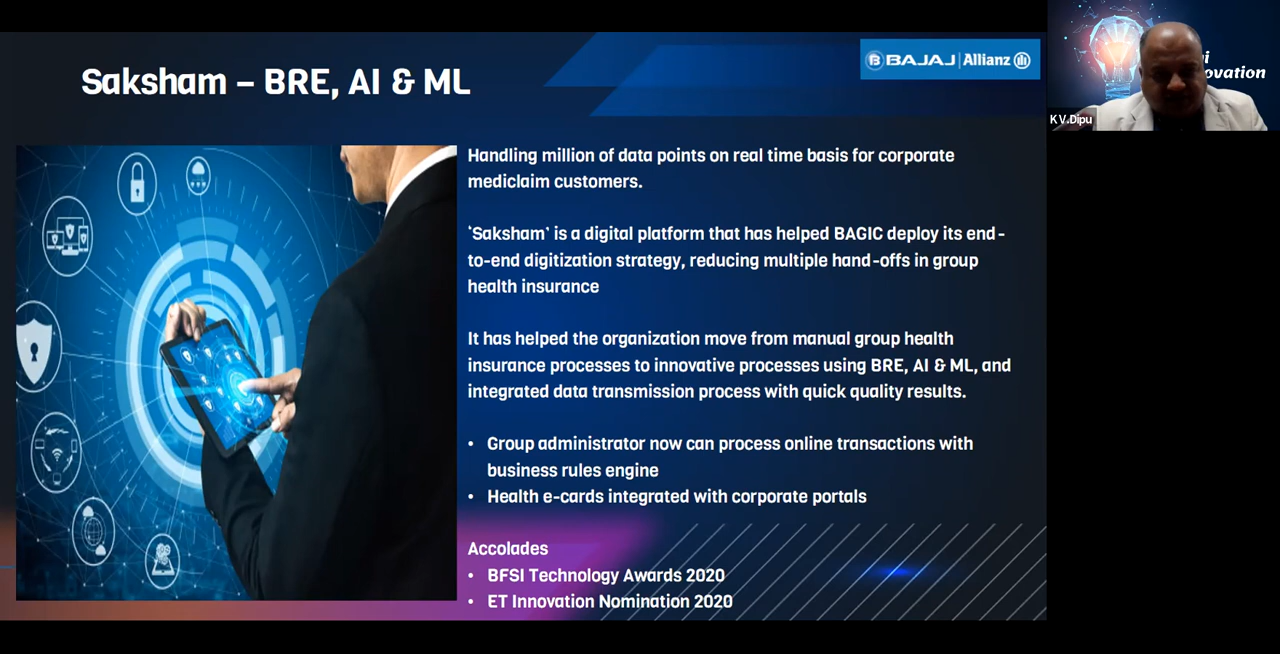 Saksham – BRE, AI & ML
BAJAJ | Allianz
ovation
K V.Dipu
Handling million of data points on real time basis for corporate
mediclaim customers.
‘Saksham’ is a digital platform that has helped BAGIC deploy its end-
to-end digitization strategy, reducing multiple hand-offs in group
health insurance
It has helped the organization move from manual group health
insurance processes to innovative processes using BRE, AI & ML, and
integrated data transmission process with quick quality results.
• Group administrator now can process online transactions with
business rules engine
• Health e-cards integrated with corporate portals
Accolades
• BFSI Technology Awards 2020
• ET Innovation Nomination 2020